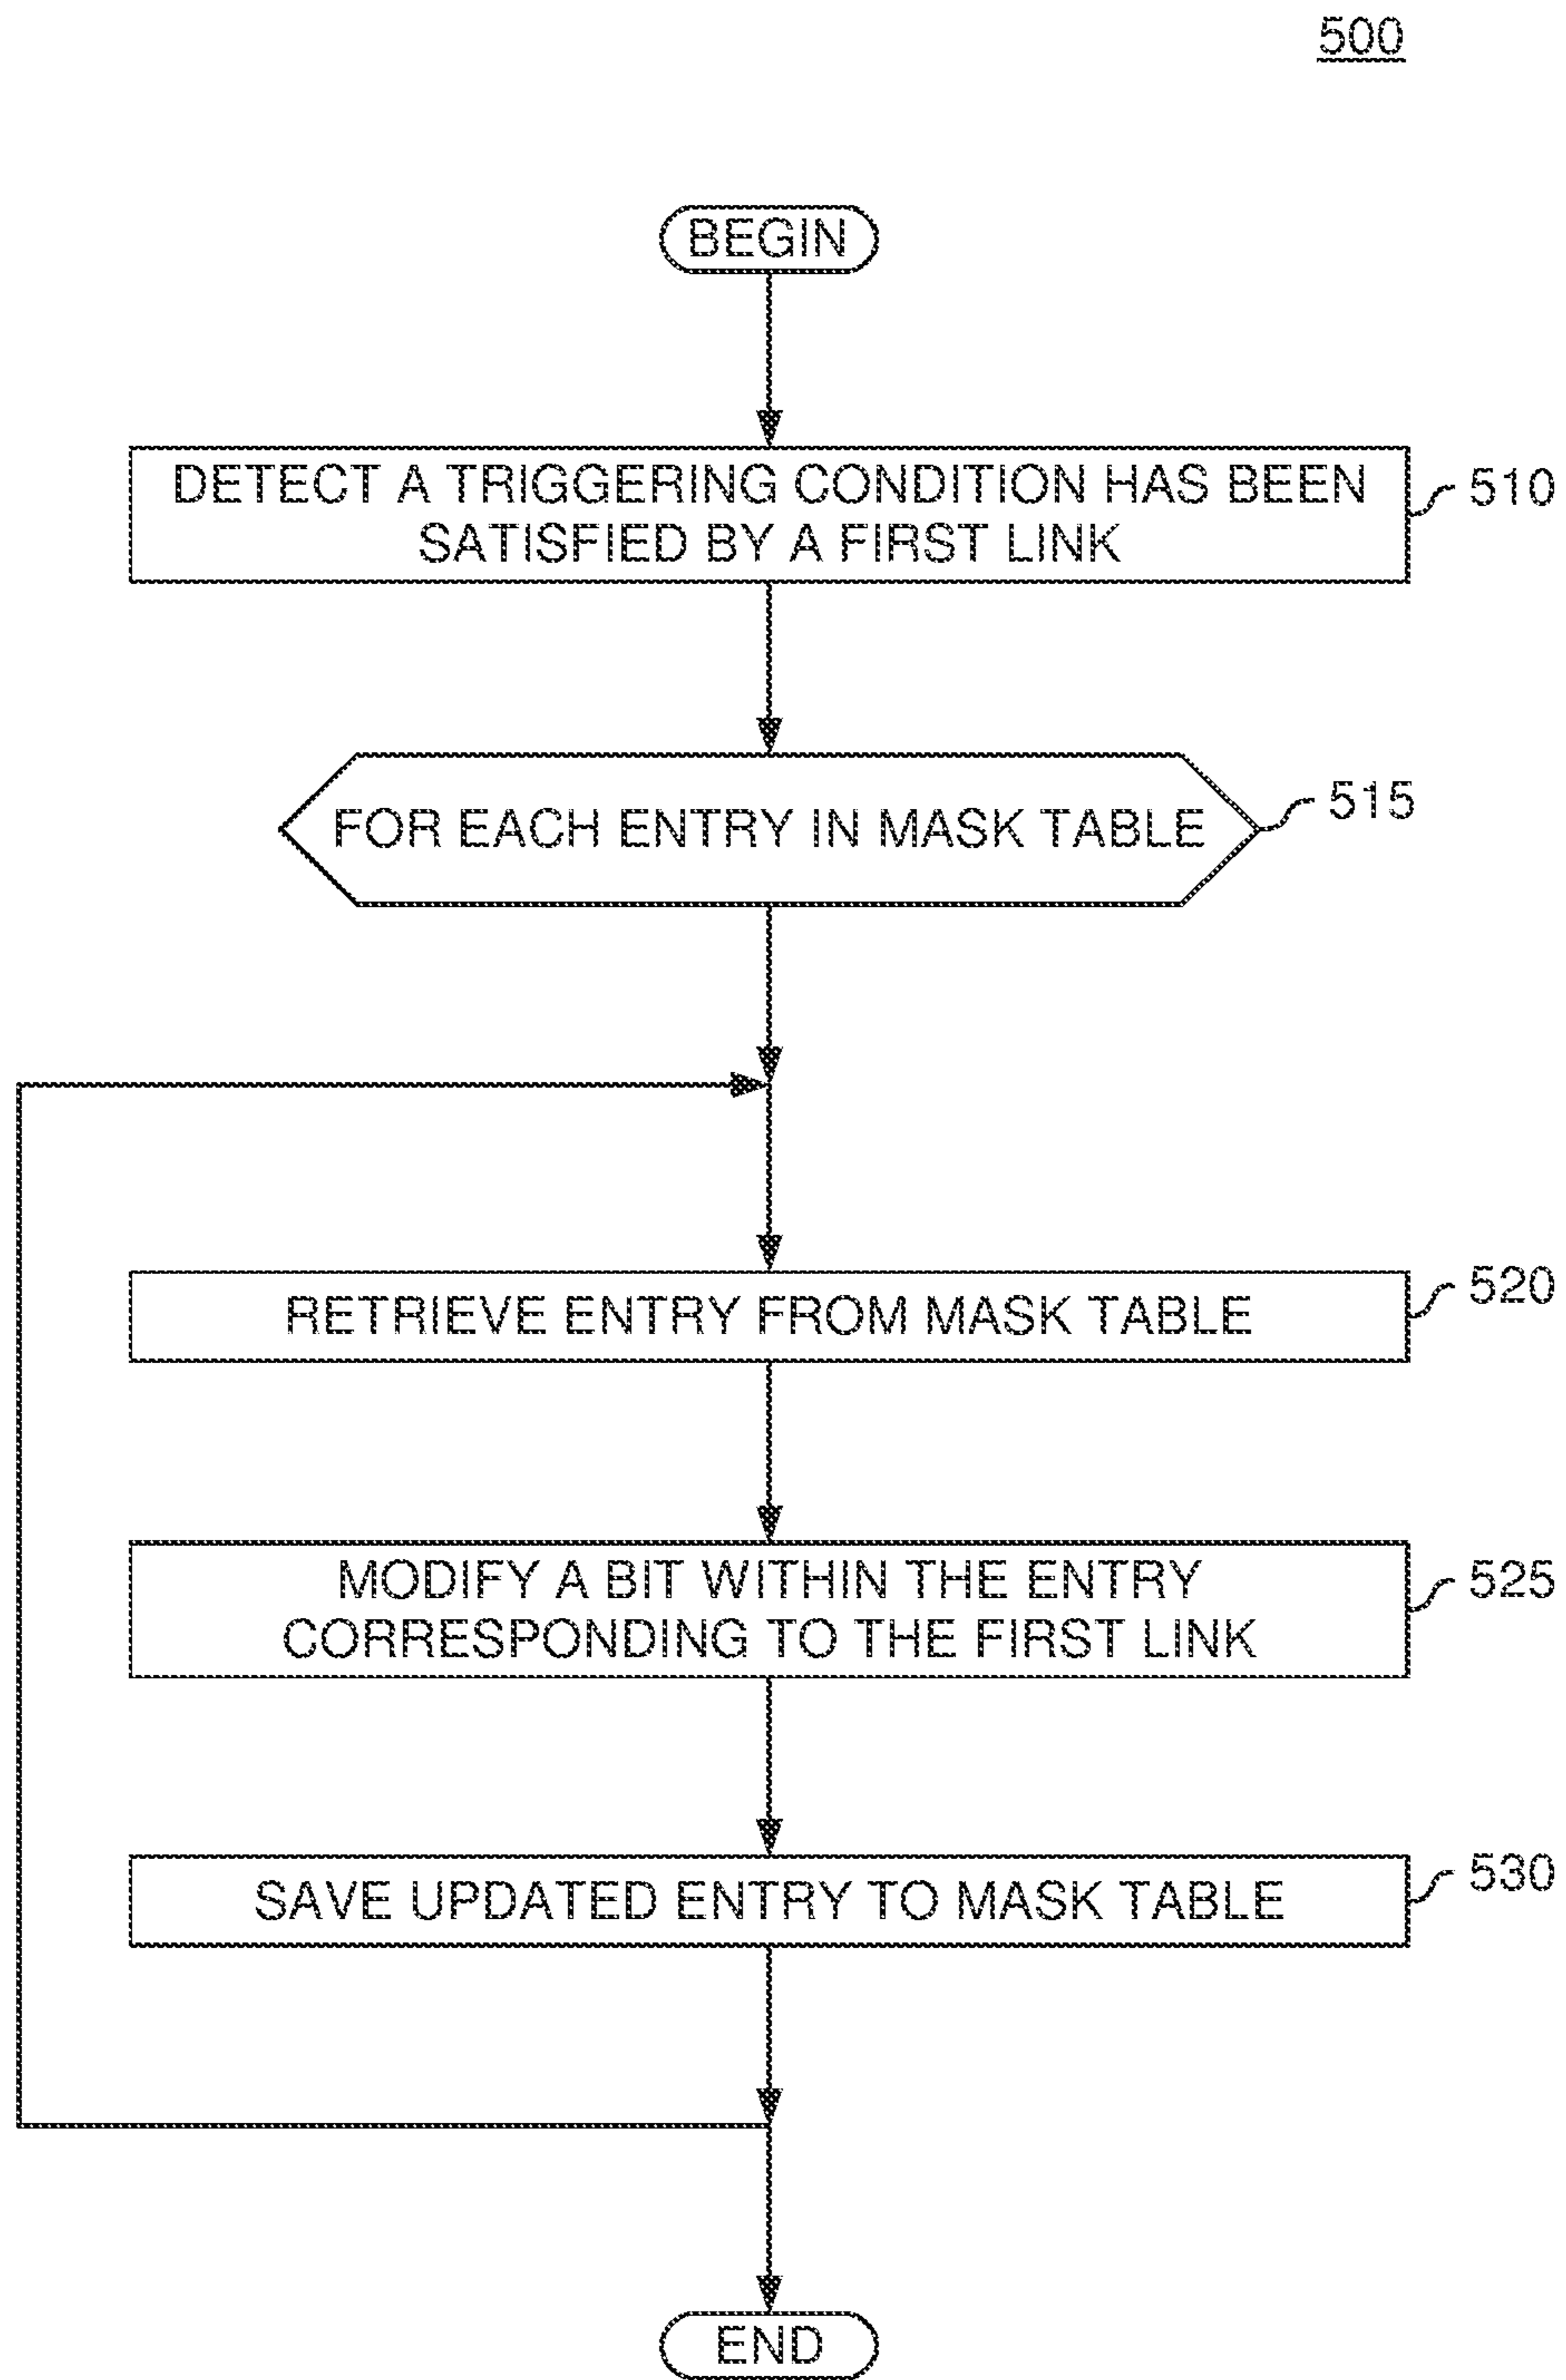 500
BEGIN
DETECT A TRIGGERING CONDITION HAS BEEN
SATISFIED BY A FIRST LINK
510
FOR EACH ENTRY IN MASK TABLE
515
RETRIEVE ENTRY FROM MASK TABLE
520
MODIFY A BIT WITHIN THE ENTRY
CORRESPONDING TO THE FIRST LINK
525
SAVE UPDATED ENTRY TO MASK TABLE
530
END